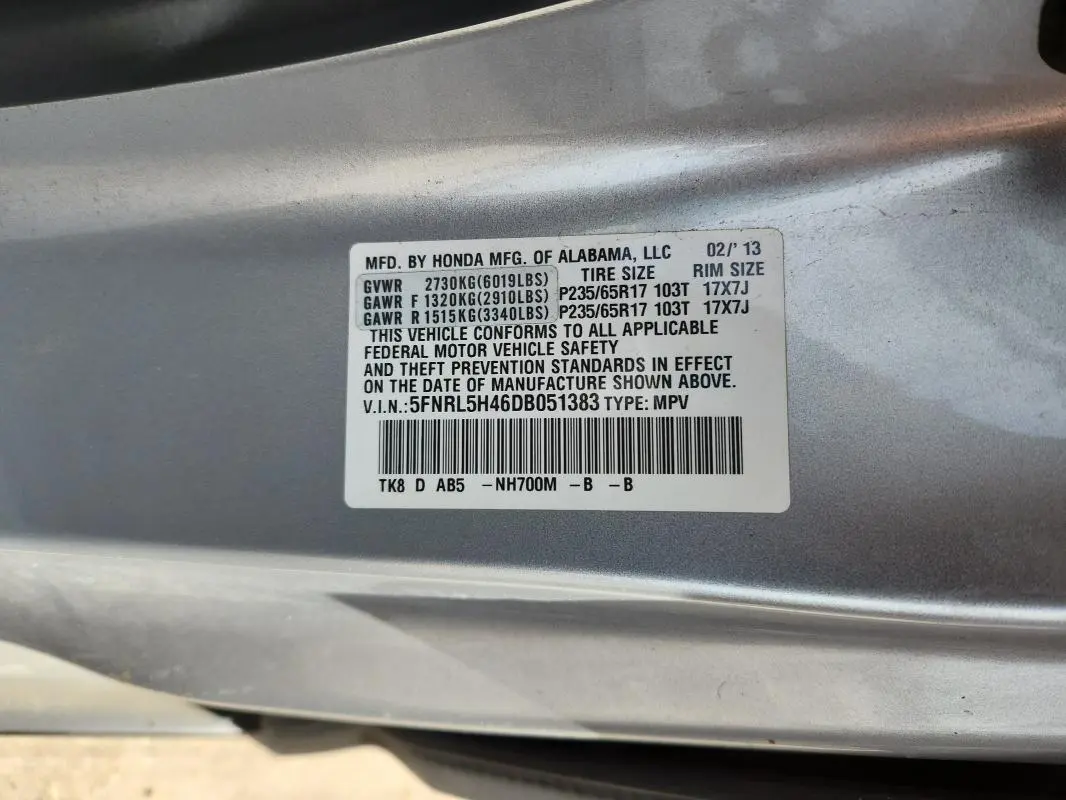 MFD. BY HONDA MFG. OF ALABAMA, LLC 02/' 13
TIRE SIZE RIM SIZE
GVWR 2730KG(6019LBS)
GAWR F 1320KG(2910LBS) P235/65R17 103T 17X7J
GAWR R 1515KG(3340LBS) P235/65R17 103T 17X7J
THIS VEHICLE CONFORMS TO ALL APPLICABLE
FEDERAL MOTOR VEHICLE SAFETY
AND THEFT PREVENTION STANDARDS IN EFFECT
ON THE DATE OF MANUFACTURE SHOWN ABOVE.
V.I.N.:5FNRL5H46DB051383 TYPE: MPV
TK8 D AB5 -NH700M -B -B